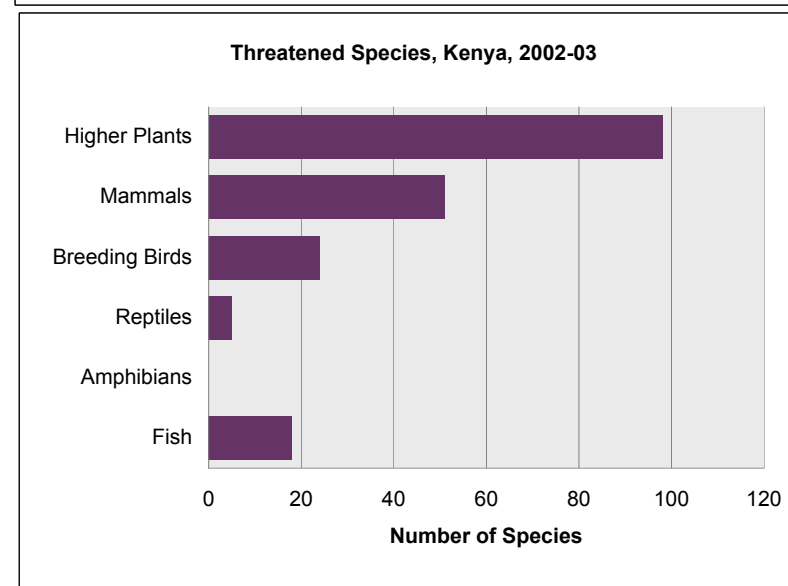 Threatened Species, Kenya, 2002-03
Higher Plants
Mammals
Breeding Birds
Reptiles
Amphibians
Fish
0 20 40 60 80 100 120
Number of Species